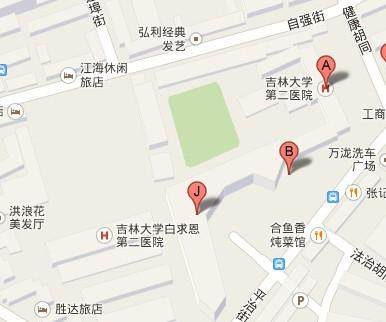 埠街
弘利经典
发艺
自强街
健康胡同
江海休闲
旅店
吉林大学
第二医院
A
H
工商
B
万泷洗车
广场
J
张记
洪浪花
美发厅
H
吉林大学白求恩
第二医院
合鱼香
炖菜馆
法治胡
平治街
P
胜达旅店